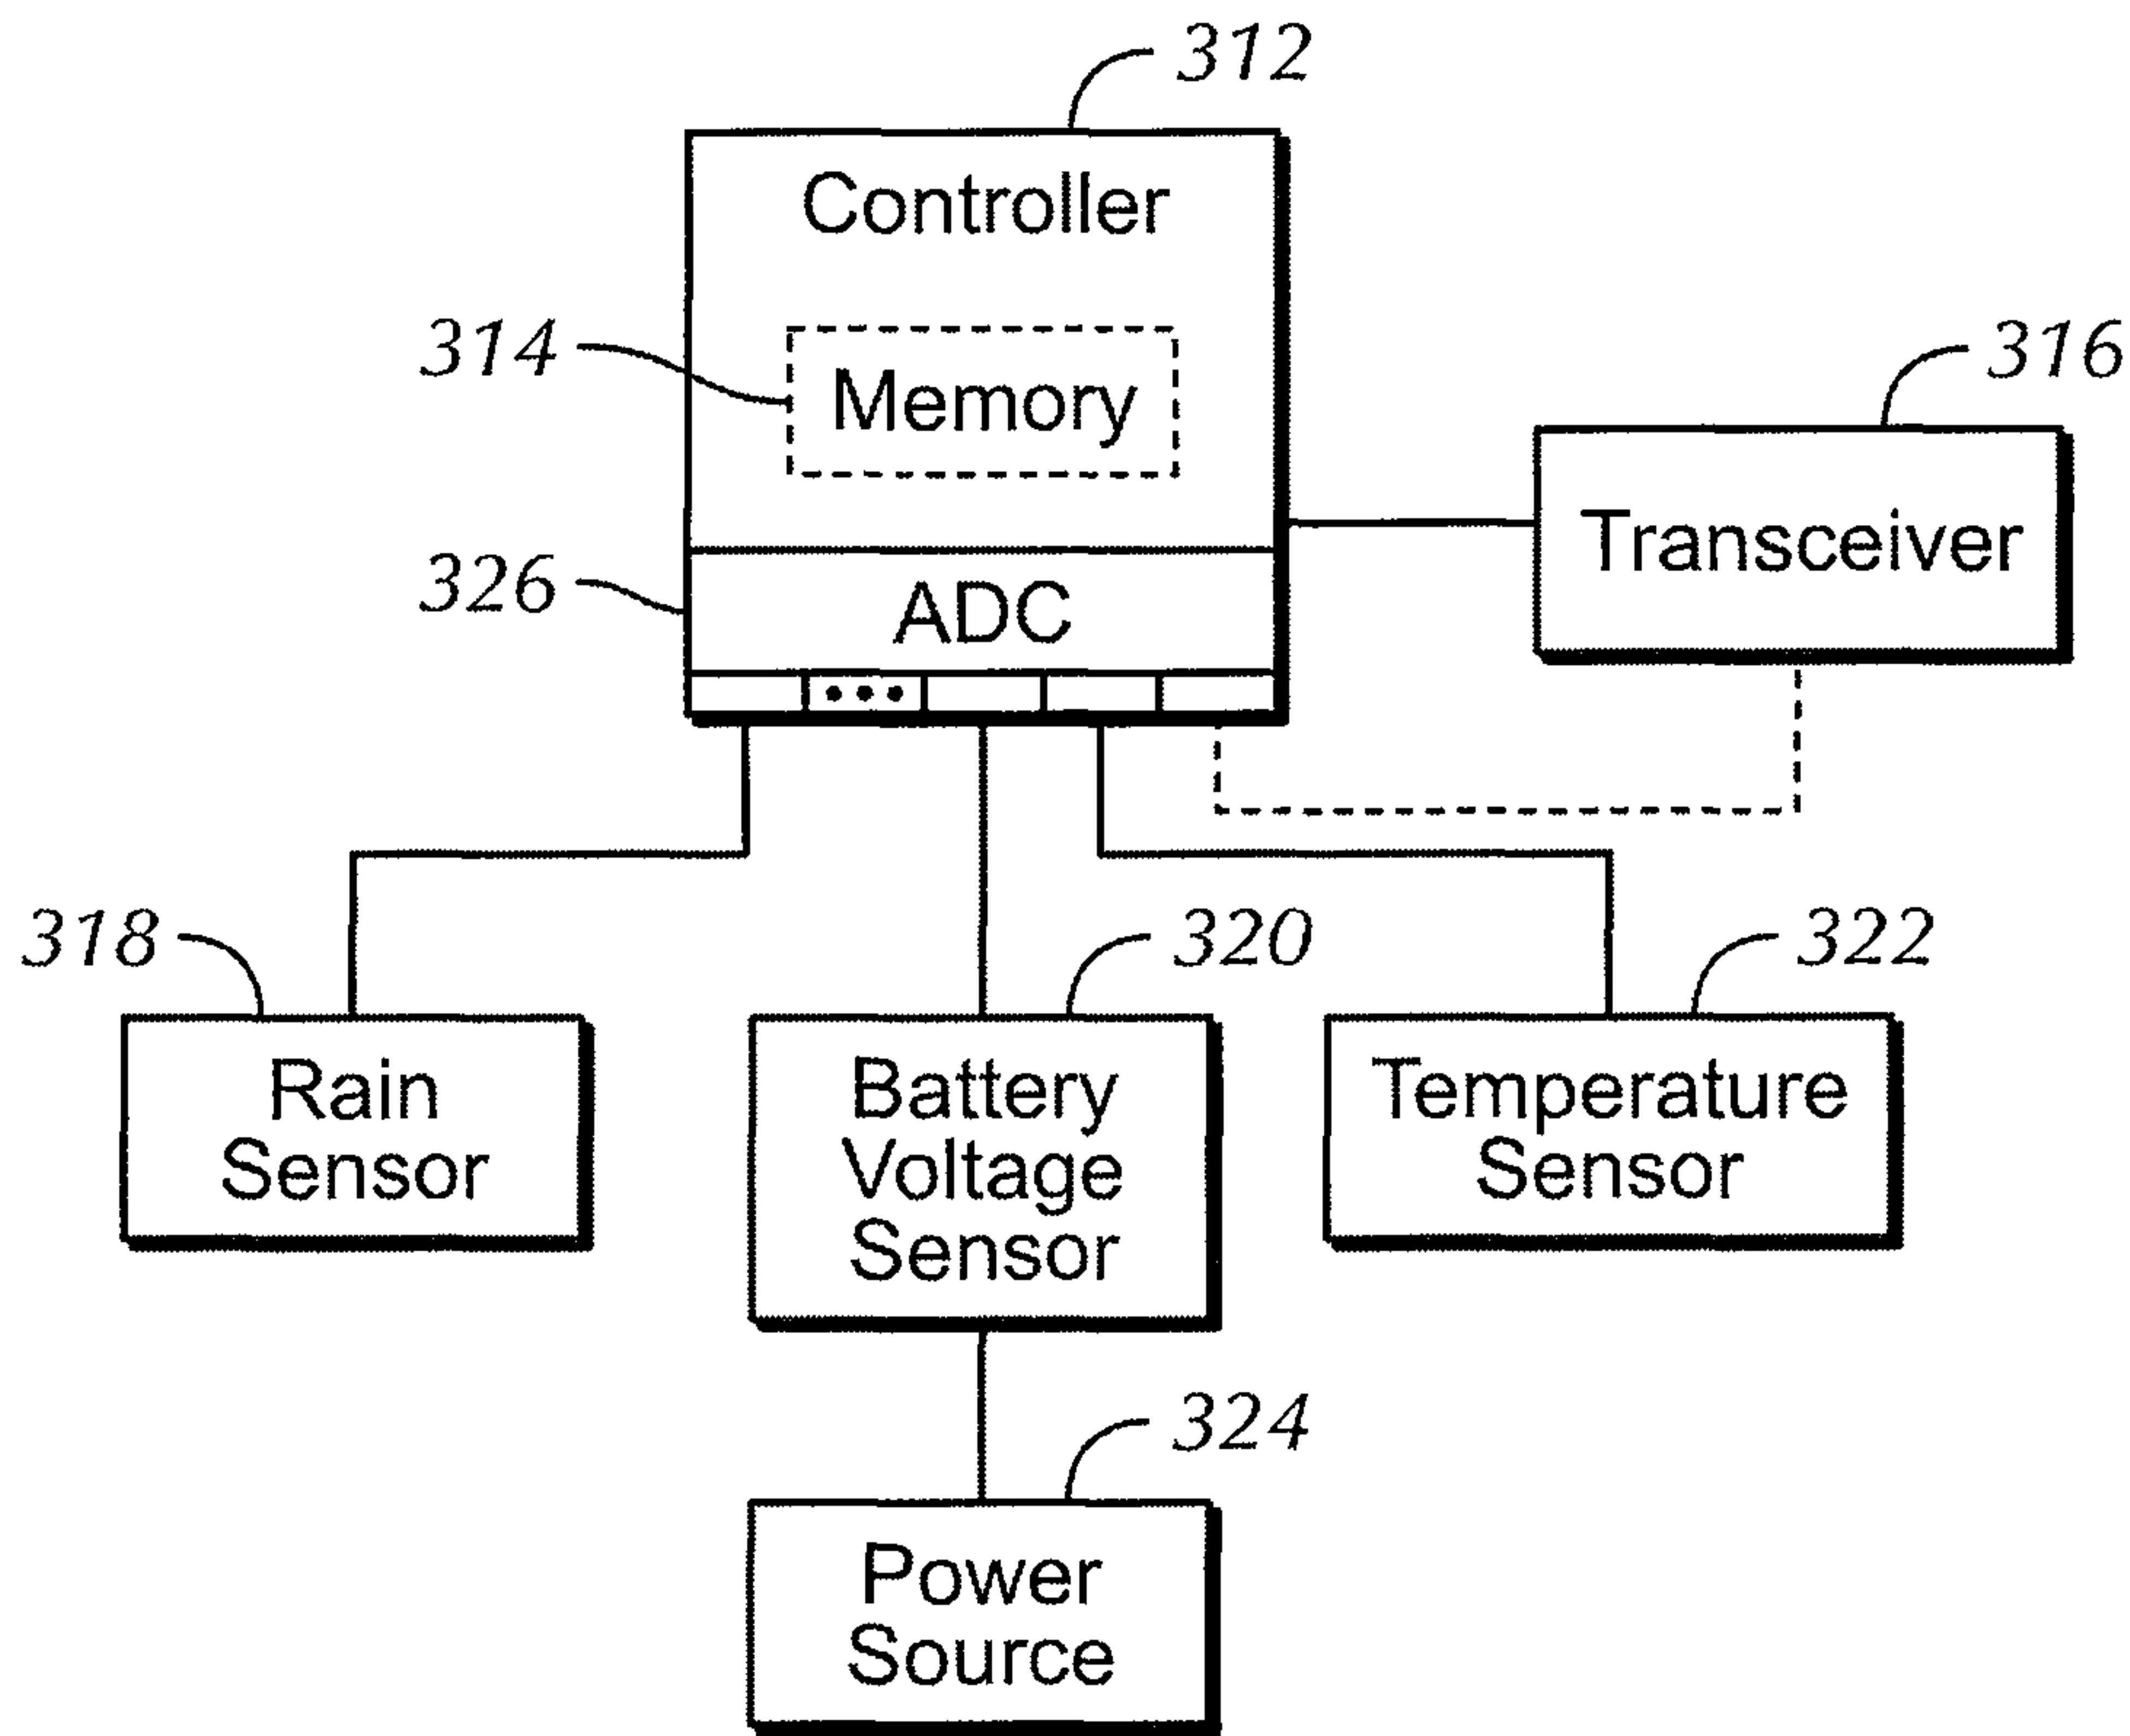 312
Controller
314
Memory
316
Transceiver
326
ADC
318
320
322
Rain
Sensor
Battery
Voltage
Sensor
Temperature
Sensor
324
Power
Source